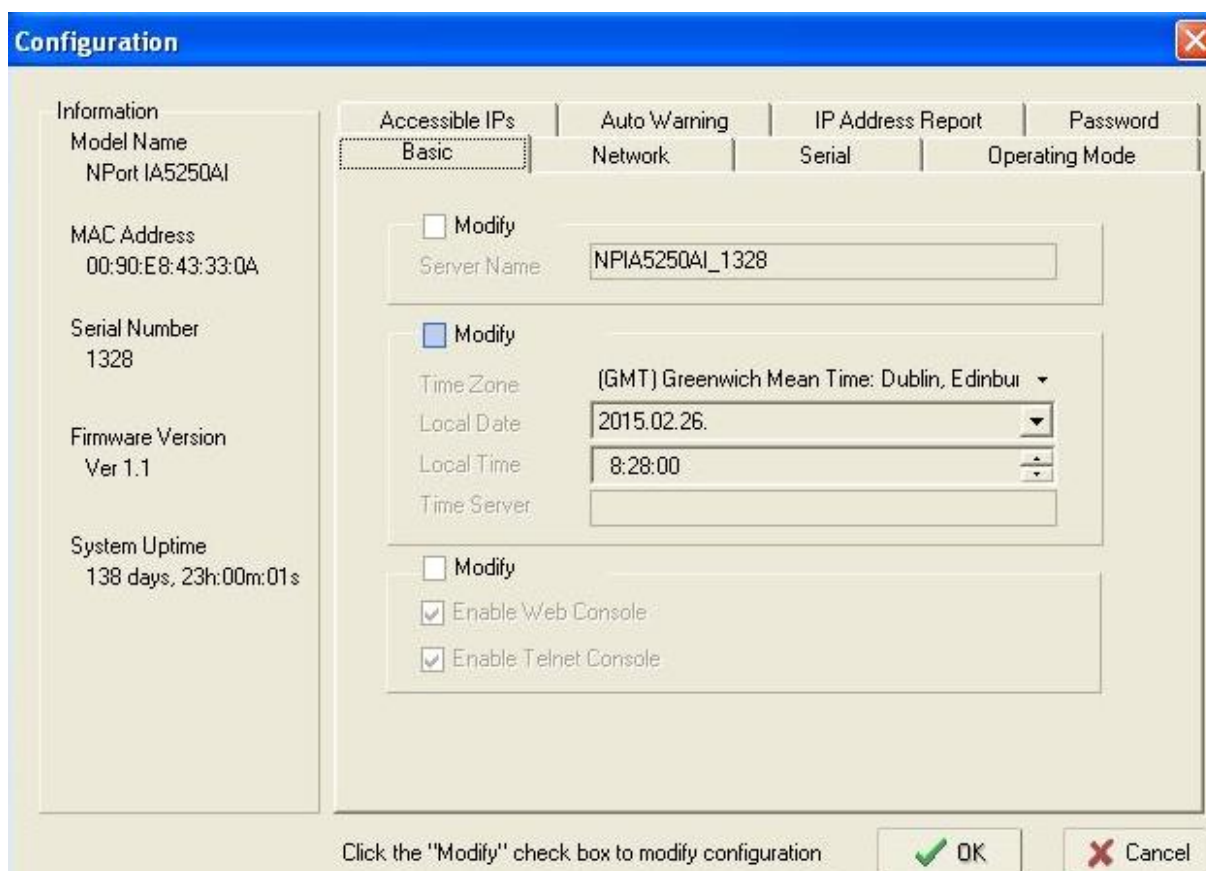 Configuration
Information
Model Name
NPort IA5250AI
MAC Address
00:90:E8:43:33:0A
Serial Number
1328
Firmware Version
Ver 1.1
System Uptime
138 days, 23h:00m:01s
Accessible IPs Auto Warning IP Address Report Password
Basic Network Serial Operating Mode
Modify
Server Name NPIA5250AI_1328
Modify
Time Zone (GMT) Greenwich Mean Time: Dublin, Edinbu
Local Date 2015.02.26.
Local Time 8:28:00
Time Server
Modify
Enable Web Console
Enable Telnet Console
Click the "Modify" check box to modify configuration OK Cancel